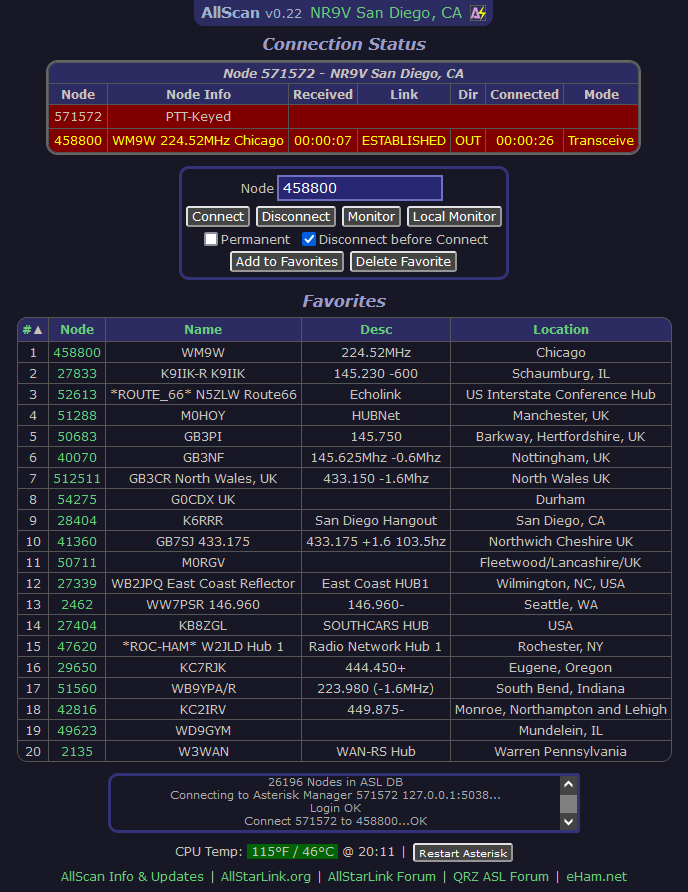 AllScan v0.22 NR9V San Diego, CA
Connection Status
Node 571572 - NR9V San Diego, CA
Node Node Info Received Link Dir Connected Mode
571572 PTT-Keyed
458800 WM9W 224.52MHz Chicago 00:00:07 ESTABLISHED OUT 00:00:26 Transceive
Node 458800
Connect Disconnect Monitor Local Monitor
Permanent Disconnect before Connect
Add to Favorites Delete Favorite
Favorites
#▲ Node Name Desc Location
1 458800 WM9W 224.52MHz Chicago
2 27833 K9IIK-R K9IIK 145.230 -600 Schaumburg, IL
3 52613 *ROUTE_66* N5ZLW Route66 Echolink US Interstate Conference Hub
4 51288 M0HOY HUBNet Manchester, UK
5 50683 GB3PI 145.750 Barkway, Hertfordshire, UK
6 40070 GB3NF 145.625Mhz -0.6Mhz Nottingham, UK
7 512511 GB3CR North Wales, UK 433.150 -1.6Mhz North Wales UK
8 54275 G0CDX UK Durham
9 28404 K6RRR San Diego Hangout San Diego, CA
10 41360 GB7SJ 433.175 433.175 +1.6 103.5hz Northwich Cheshire UK
11 50711 M0RGV Fleetwood/Lancashire/UK
12 27339 WB2JPQ East Coast Reflector East Coast HUB1 Wilmington, NC, USA
13 2462 WW7PSR 146.960 146.960- Seattle, WA
14 27404 KB8ZGL SOUTHCARS HUB USA
15 47620 *ROC-HAM* W2JLD Hub 1 Radio Network Hub 1 Rochester, NY
16 29650 KC7RJK 444.450+ Eugene, Oregon
17 51560 WB9YPA/R 223.980 (-1.6MHz) South Bend, Indiana
18 42816 KC2IRV 449.875- Monroe, Northampton and Lehigh
19 49623 WD9GYM Mundelein, IL
20 2135 W3WAN WAN-RS Hub Warren Pennsylvania
26196 Nodes in ASL DB
Connecting to Asterisk Manager 571572 127.0.0.1:5038...
Login OK
Connect 571572 to 458800...OK
CPU Temp: 115°F / 46°C @ 20:11 | Restart Asterisk
AllScan Info & Updates | AllStarLink.org | AllStarLink Forum | QRZ ASL Forum | eHam.net